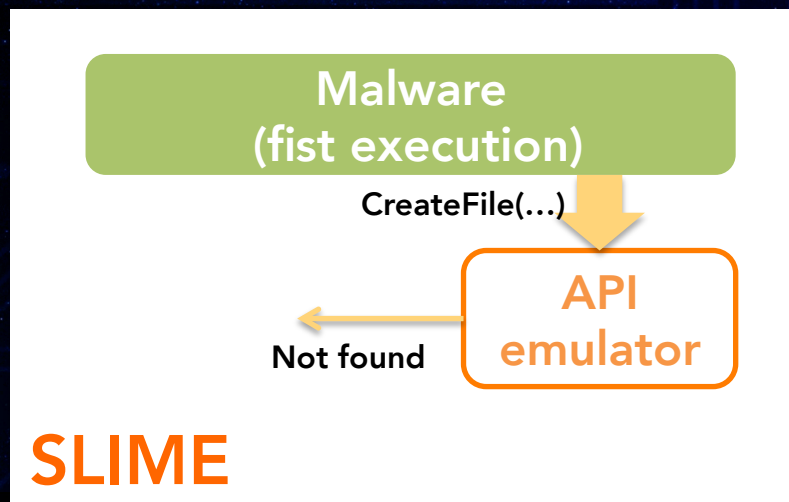 Malware
(fist execution)
CreateFile(…)
API
emulator
Not found
SLIME